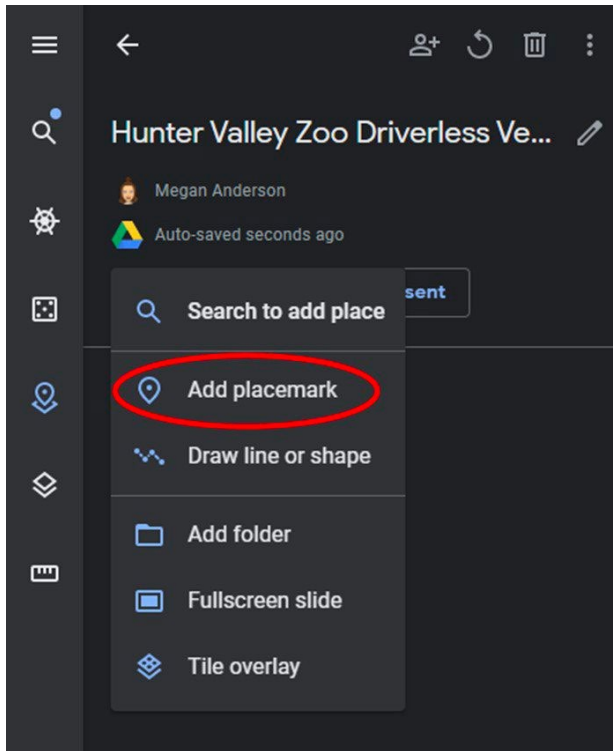 Hunter Valley Zoo Driverless Ve...
Megan Anderson
Auto-saved seconds ago
sent
Search to add place
Add placemark
Draw line or shape
Add folder
Fullscreen slide
Tile overlay